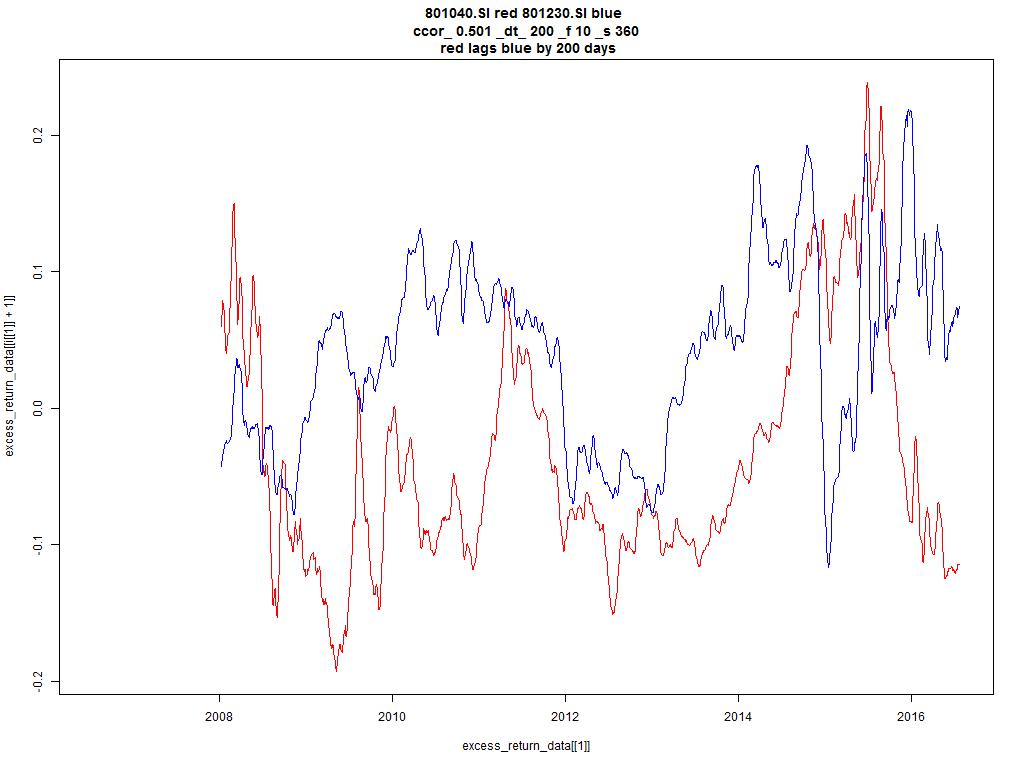 801040.SI red 801230.SI blue
ccor_ 0.501 _dt_ 200 _f 10 _s 360
red lags blue by 200 days
excess_return_data[[i[1] + 1]]
0.2
0.1
0.0
-0.1
-0.2
2008 2010 2012 2014 2016
excess_return_data[[1]]